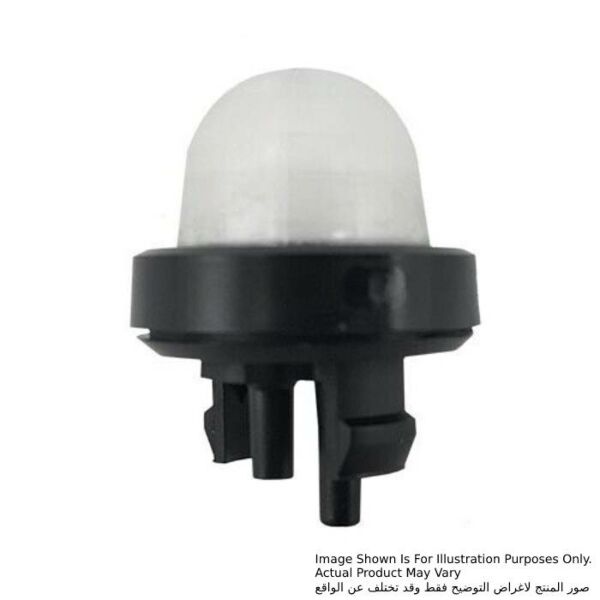 Image Shown Is For Illustration Purposes Only.
Actual Product May Vary
صور المنتج لاغراض التوضيح فقط وقد تختلف عن الواقع